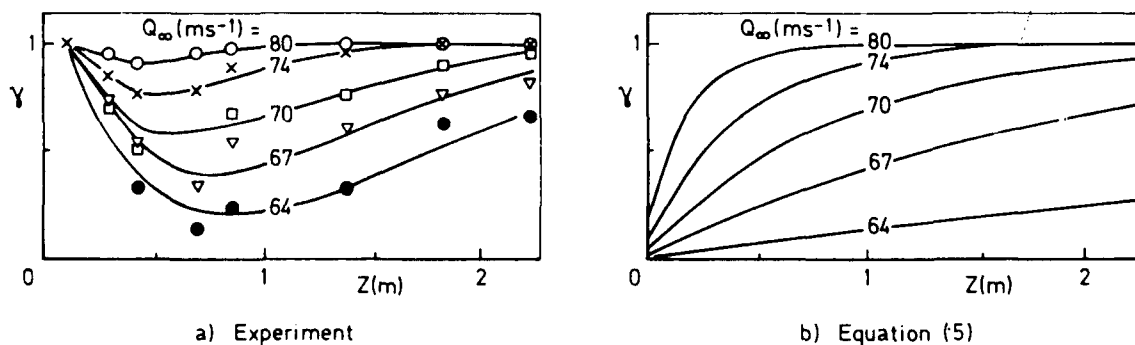 Q∞(ms⁻¹) =
1
γ
80
74
70
67
64
0
1
2
Z(m)
a) Experiment
Q∞(ms⁻¹) =
1
γ
80
74
70
67
64
0
1
2
Z(m)
b) Equation (5)